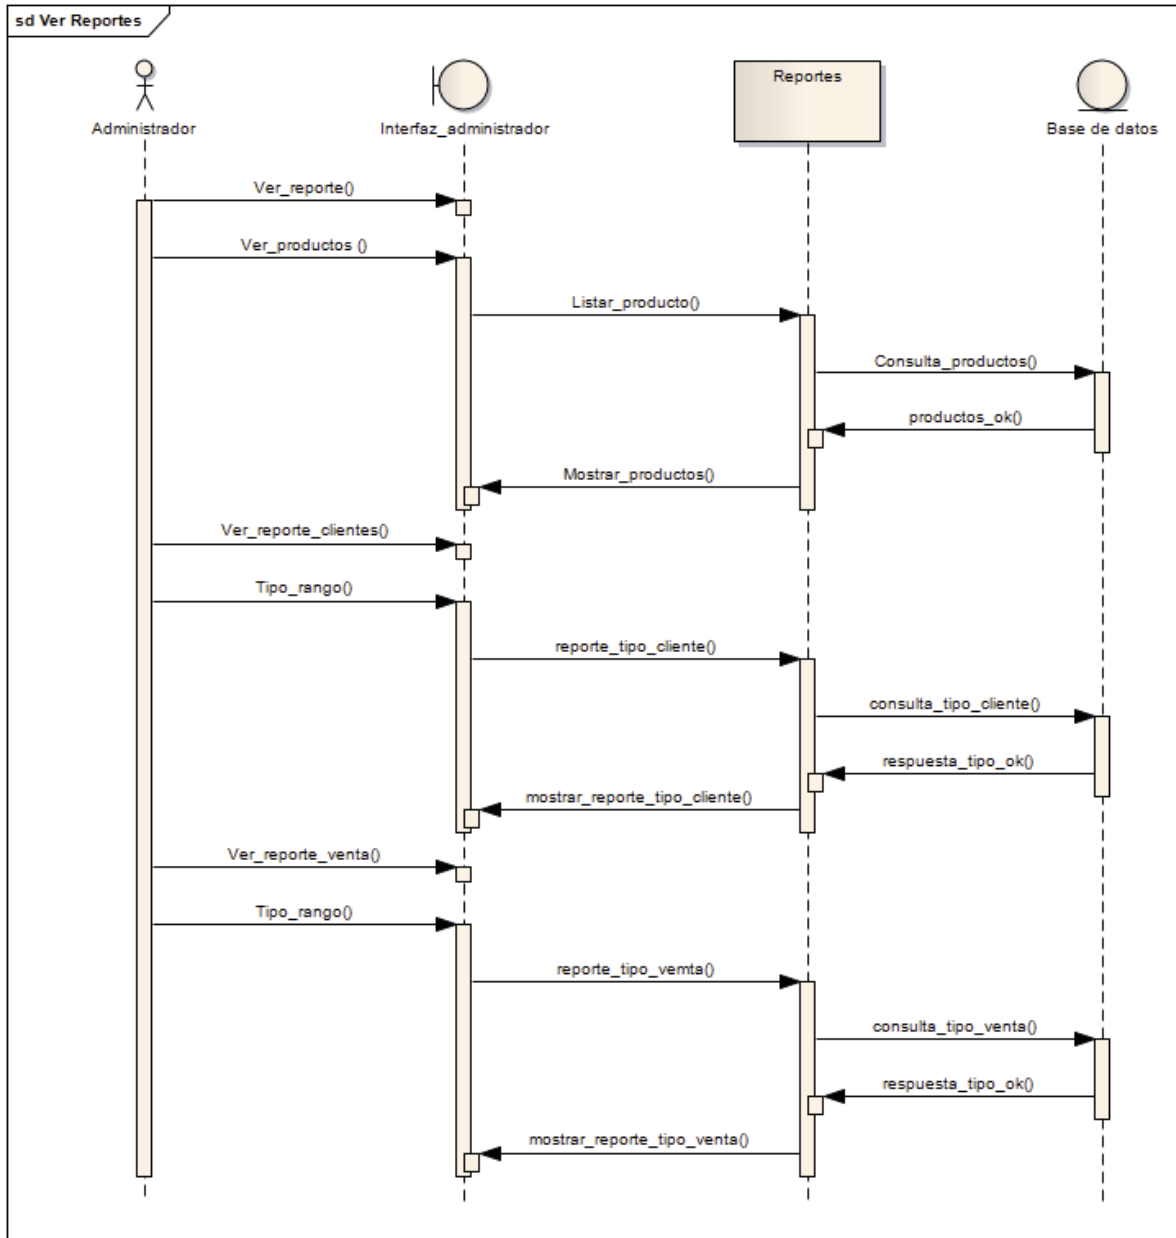 sd Ver Reportes
Administrador
Interfaz_administrador
Reportes
Base de datos
Ver_reporte()
Ver_productos ()
Listar_producto()
Consulta_productos()
productos_ok()
Mostrar_productos()
Ver_reporte_clientes()
Tipo_rango()
reporte_tipo_cliente()
consulta_tipo_cliente()
respuesta_tipo_ok()
mostrar_reporte_tipo_cliente()
Ver_reporte_venta()
Tipo_rango()
reporte_tipo_vemta()
consulta_tipo_venta()
respuesta_tipo_ok()
mostrar_reporte_tipo_venta()